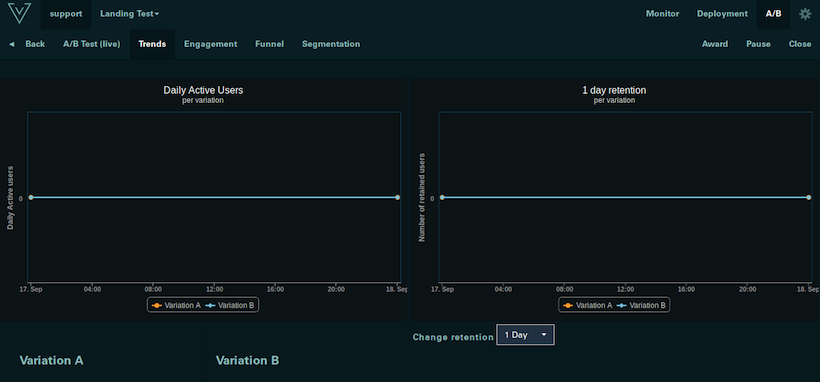 support Landing Test Monitor Deployment A/B
Back A/B Test (live) Trends Engagement Funnel Segmentation Award Pause Close
Daily Active Users
per variation
Daily Active users
0
17. Sep 04:00 08:00 12:00 16:00 20:00 18. Sep
Variation A Variation B
1 day retention
per variation
Number of retained users
0
17. Sep 04:00 08:00 12:00 16:00 20:00 18. Sep
Variation A Variation B
Change retention 1 Day
Variation A Variation B